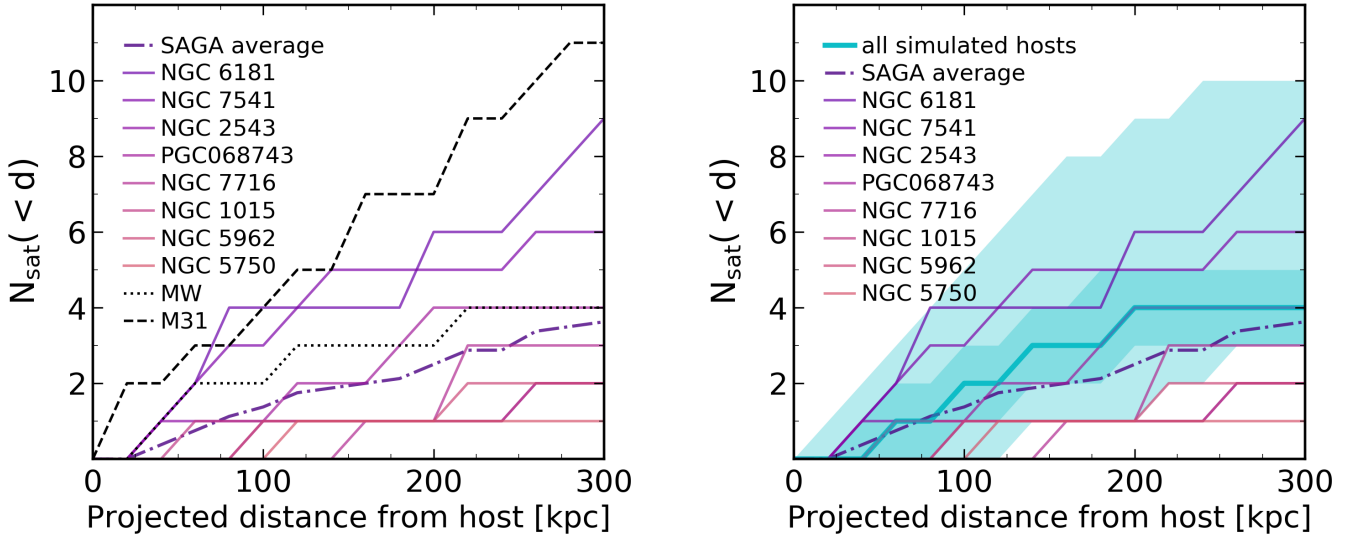 N_sat( < d)
10
8
6
4
2
SAGA average
NGC 6181
NGC 7541
NGC 2543
PGC068743
NGC 7716
NGC 1015
NGC 5962
NGC 5750
MW
M31
0 100 200 300
Projected distance from host [kpc]
N_sat( < d)
10
8
6
4
2
all simulated hosts
SAGA average
NGC 6181
NGC 7541
NGC 2543
PGC068743
NGC 7716
NGC 1015
NGC 5962
NGC 5750
0 100 200 300
Projected distance from host [kpc]